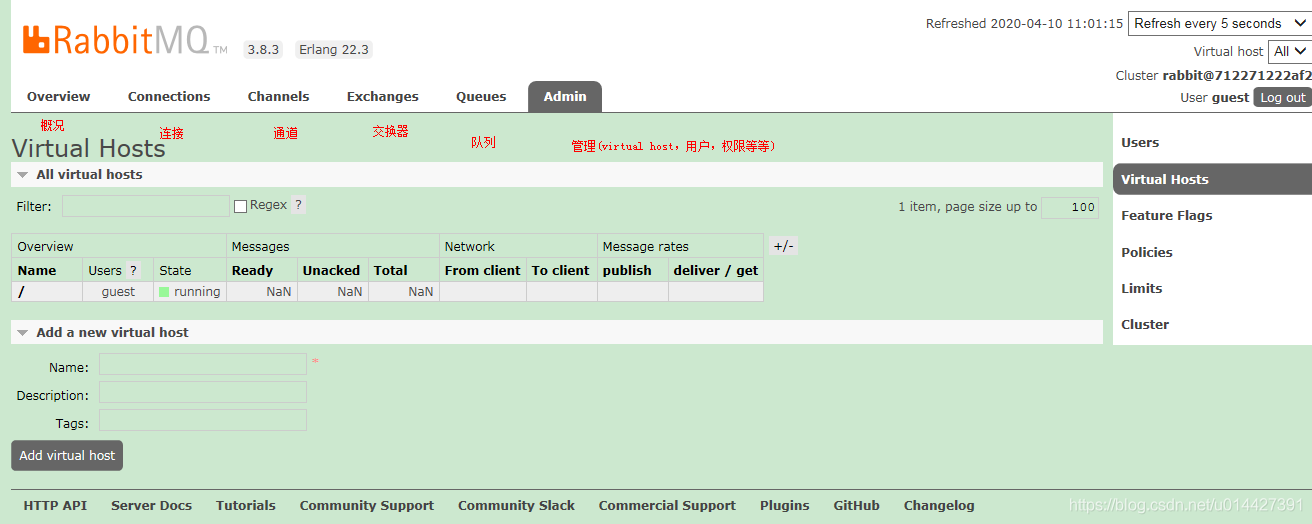 Refreshed 2020-04-10 11:01:15 Refresh every 5 seconds
RabbitMQ TM 3.8.3 Erlang 22.3
Virtual host All
Cluster rabbit@712271222af2
User guest Log out
Overview Connections Channels Exchanges Queues Admin
概况 连接 通道 交换器 队列 管理(virtual host，用户，权限等等)
Virtual Hosts
All virtual hosts
Filter: Regex ? 1 item, page size up to 100
Overview Messages Network Message rates +/-
Name Users ? State Ready Unacked Total From client To client publish deliver / get
/ guest running NaN NaN NaN
Add a new virtual host
Name: *
Description:
Tags:
Add virtual host
Users
Virtual Hosts
Feature Flags
Policies
Limits
Cluster
HTTP API Server Docs Tutorials Community Support Community Slack Commercial Support Plugins GitHub Changelog
https://blog.csdn.net/u014427391